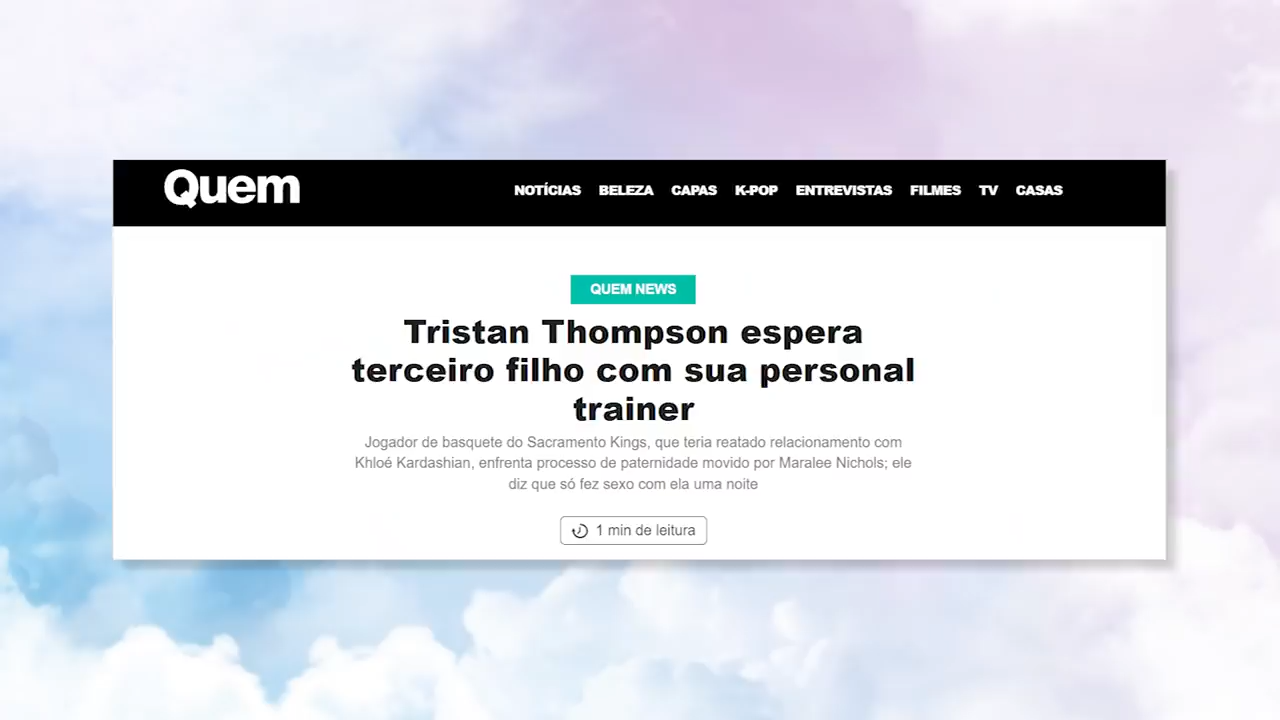 Quem
NOTÍCIAS BELEZA CAPAS K-POP ENTREVISTAS FILMES TV CASAS
QUEM NEWS
Tristan Thompson espera
terceiro filho com sua personal
trainer
Jogador de basquete do Sacramento Kings, que teria reatado relacionamento com
Khloé Kardashian, enfrenta processo de paternidade movido por Maralee Nichols; ele
diz que só fez sexo com ela uma noite
1 min de leitura